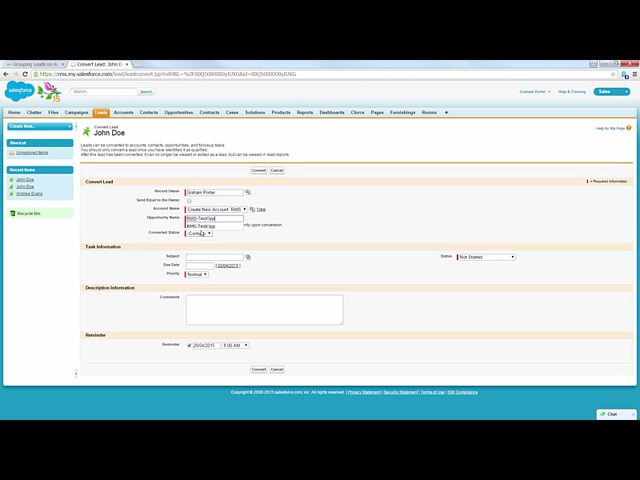 Grouping Leads on A
Convert Lead: John D
https://rms.my.salesforce.com/lead/leadconvert.jsp?retURL=%2F00Q5000000yIUXG&id=00Q5000000yIUXG
salesforce
15
Search...
Search
Graham Porter
Help & Training
Sales
Home Chatter Files Campaigns Leads Accounts Contacts Opportunities Contracts Cases Solutions Products Reports Dashboards Chorce Pages Furnishings Rooms +
Create New...
Shortcut
Unresolved Items
Recent Items
John Doe
John Doe
Andrew Evans
Recycle Bin
Convert Lead
John Doe
Help for this Page
Leads can be converted to accounts, contacts, opportunities, and followup tasks.
You should only convert a lead once you have identified it as qualified.
After this lead has been converted, it can no longer be viewed or edited as a lead, but can be viewed in lead reports.
Convert Cancel
Convert Lead
= Required Information
Record Owner Graham Porter
Send Email to the Owner
Account Name Create New Account: RMS View
Opportunity Name RMS-TestOpp
RMS-TestOpp
upon conversion.
Converted Status
Task Information
Subject
Status Not Started
Due Date [ 29/04/2015 ]
Priority Normal
Description Information
Comments
Reminder
Reminder 29/04/2015 8:00 AM
Convert Cancel
Copyright © 2000-2015 salesforce.com, inc. All rights reserved. | Privacy Statement | Security Statement | Terms of Use | 508 Compliance
Chat